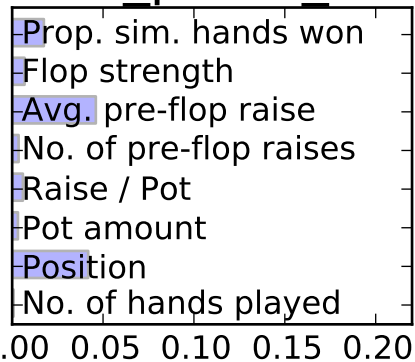 Prop. sim. hands won
Flop strength
Avg. pre-flop raise
No. of pre-flop raises
Raise / Pot
Pot amount
Position
No. of hands played
.00 0.05 0.10 0.15 0.20